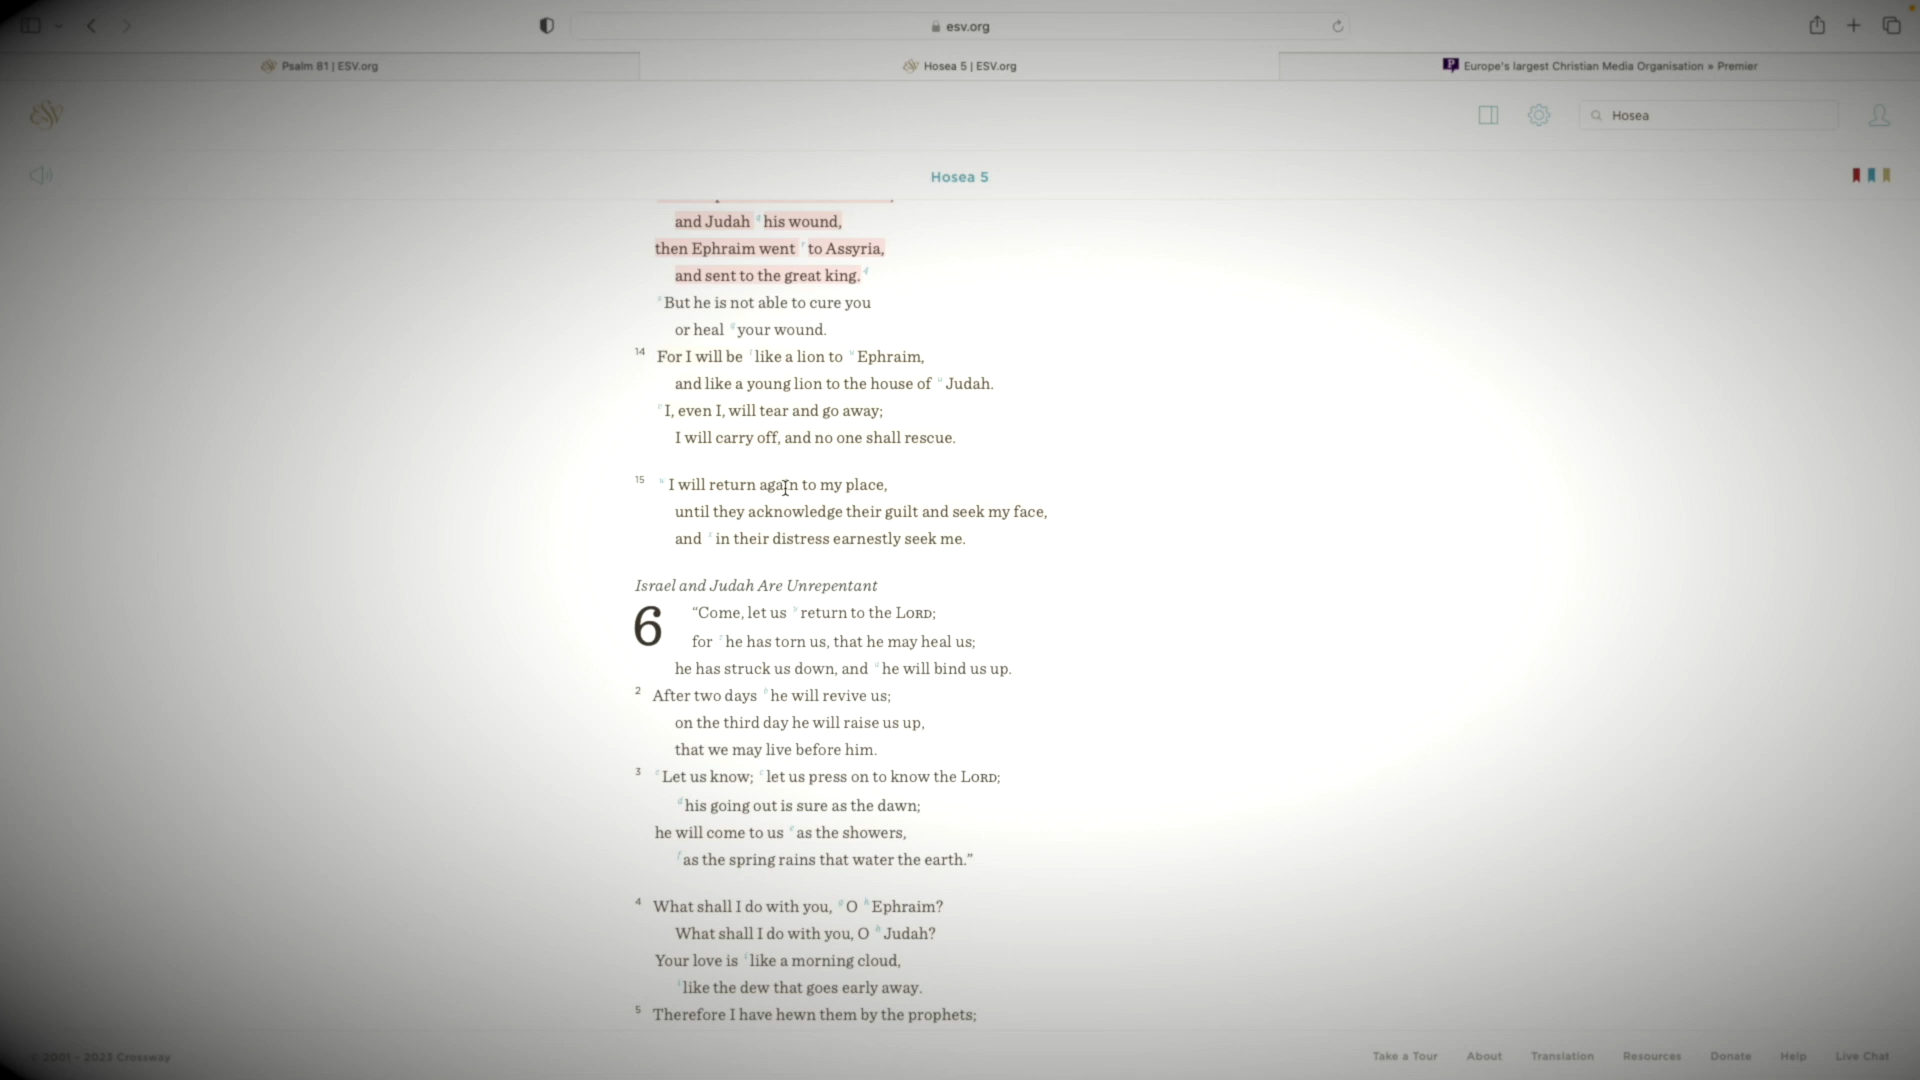 esv.org
Psalm 81 | ESV.org
Hosea 5 | ESV.org
Europe's largest Christian Media Organisation » Premier
ESV
Hosea
Hosea 5
and Judah his wound,
then Ephraim went to Assyria,
and sent to the great king.
But he is not able to cure you
or heal your wound.
14 For I will be like a lion to Ephraim,
and like a young lion to the house of Judah.
I, even I, will tear and go away;
I will carry off, and no one shall rescue.
15 I will return again to my place,
until they acknowledge their guilt and seek my face,
and in their distress earnestly seek me.
Israel and Judah Are Unrepentant
6 “Come, let us return to the LORD;
for he has torn us, that he may heal us;
he has struck us down, and he will bind us up.
2 After two days he will revive us;
on the third day he will raise us up,
that we may live before him.
3 Let us know; let us press on to know the LORD;
his going out is sure as the dawn;
he will come to us as the showers,
as the spring rains that water the earth.”
4 What shall I do with you, O Ephraim?
What shall I do with you, O Judah?
Your love is like a morning cloud,
like the dew that goes early away.
5 Therefore I have hewn them by the prophets;
© 2001 – 2023 Crossway
Take a Tour About Translation Resources Donate Help Live Chat